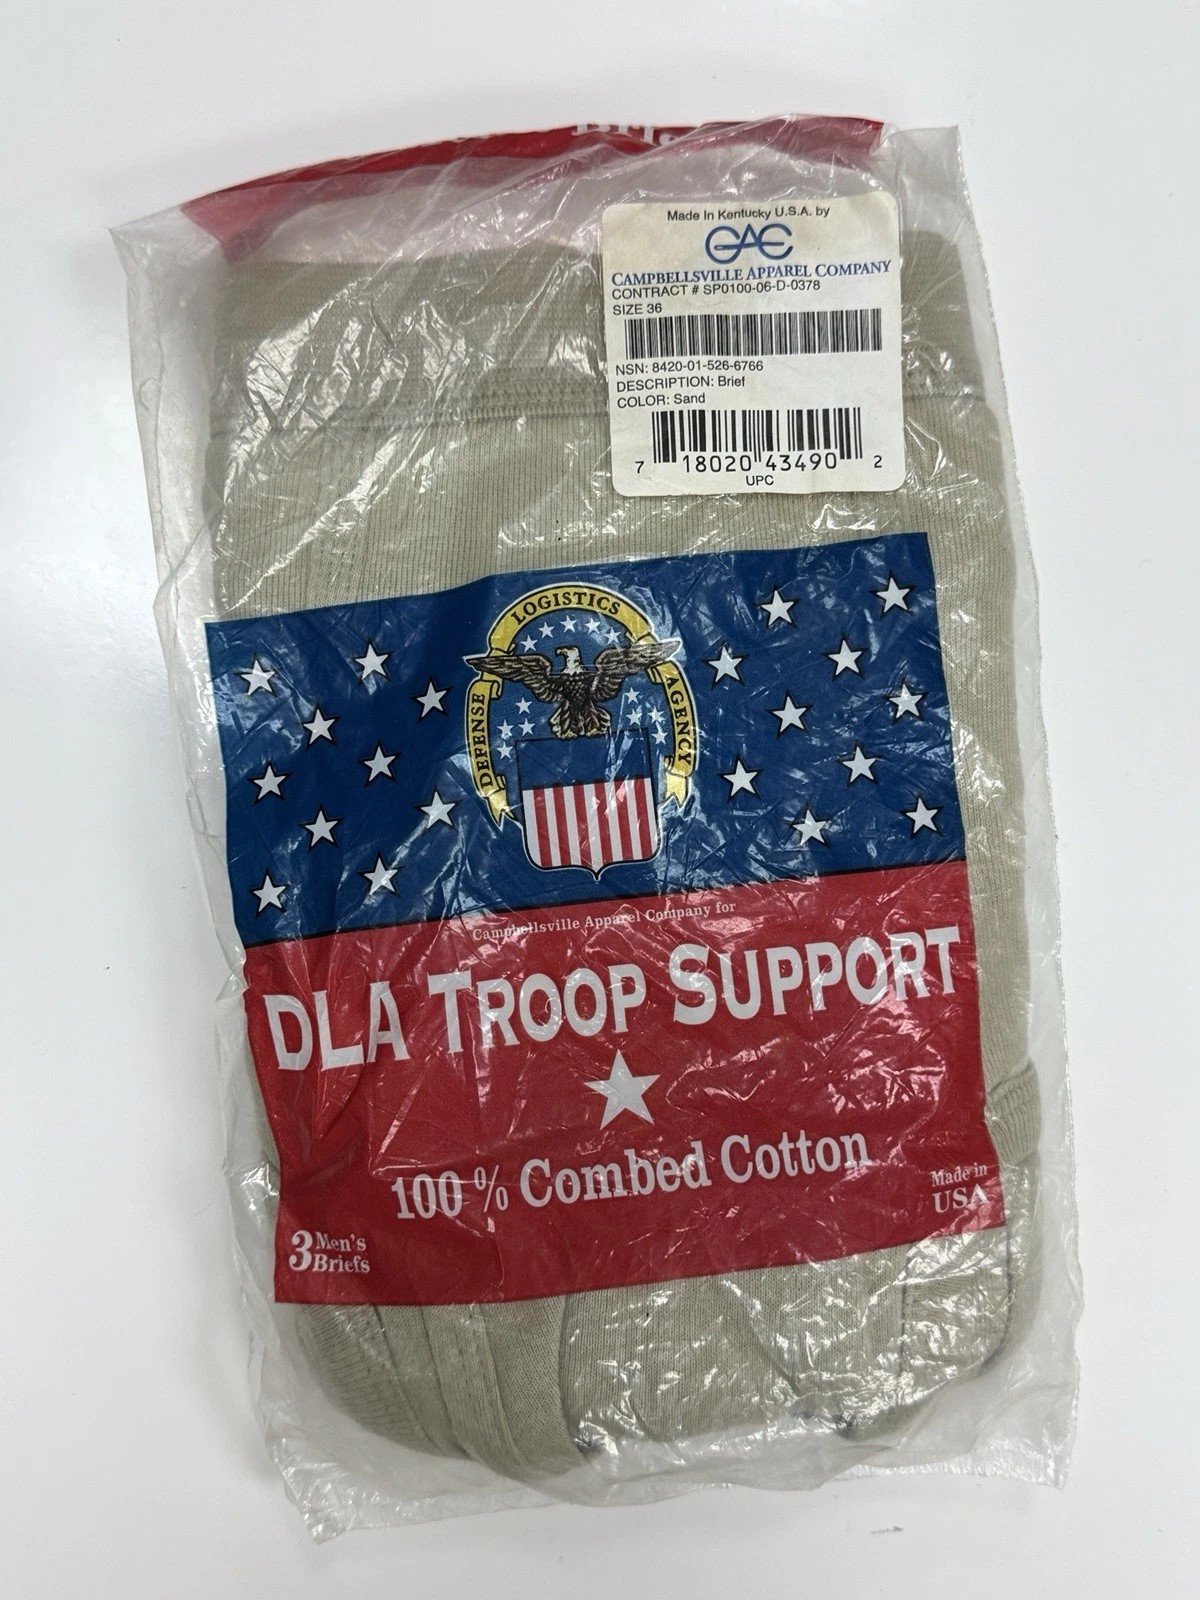 Made In Kentucky U.S.A. by
CAE
CAMPBELLSVILLE APPAREL COMPANY
CONTRACT # SP0100-06-D-0378
SIZE 36
NSN: 8420-01-526-6766
DESCRIPTION: Brief
COLOR: Sand
7 18020 43490 2
UPC
DEFENSE LOGISTICS AGENCY
Campbellsville Apparel Company for
DLA TROOP SUPPORT
100 % Combed Cotton
Made in
USA
3 Men's
Briefs